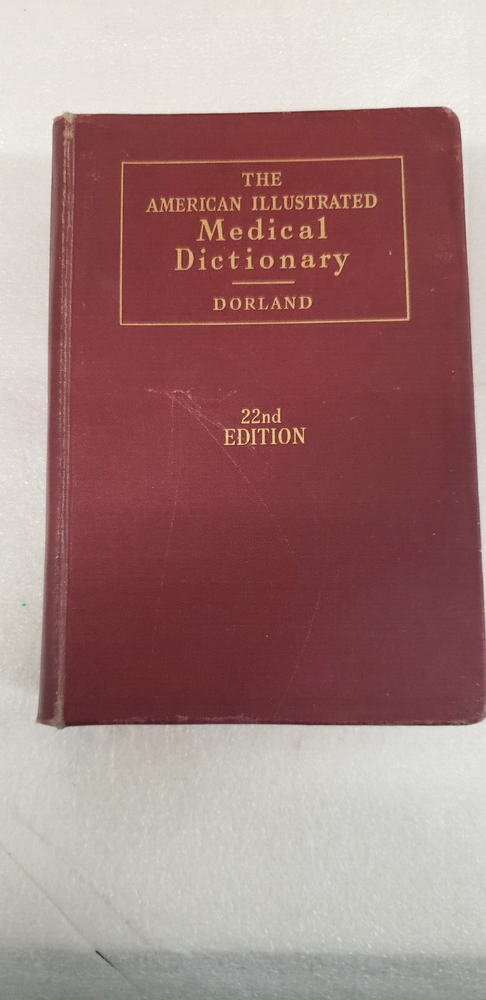 THE
AMERICAN ILLUSTRATED
Medical
Dictionary
DORLAND
22nd
EDITION